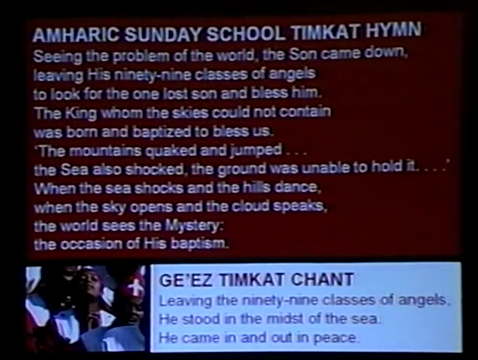 AMHARIC SUNDAY SCHOOL TIMKAT HYMN
Seeing the problem of the world, the Son came down,
leaving His ninety-nine classes of angels
to look for the one lost son and bless him.
The King whom the skies could not contain
was born and baptized to bless us.
'The mountains quaked and jumped . . .
the Sea also shocked, the ground was unable to hold it. . . .'
When the sea shocks and the hills dance,
when the sky opens and the cloud speaks,
the world sees the Mystery:
the occasion of His baptism.
GE'EZ TIMKAT CHANT
Leaving the ninety-nine classes of angels,
He stood in the midst of the sea.
He came in and out in peace.